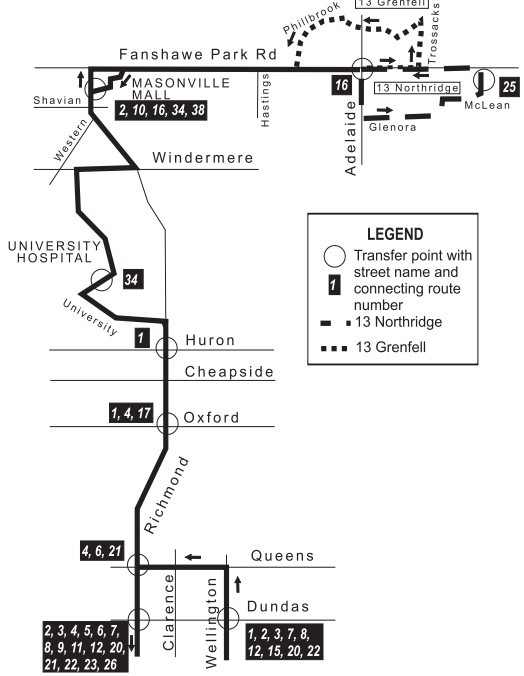 13 Grenfell
Phillbrook
Trossacks
Fanshawe Park Rd
16
25
MASONVILLE
MALL
2, 10, 16, 34, 38
Shavian
Hastings
13 Northridge
McLean
Glenora
Adelaide
Western
Windermere
UNIVERSITY
HOSPITAL
34
University
LEGEND
Transfer point with
street name and
1
connecting route
number
13 Northridge
13 Grenfell
1
Huron
Cheapside
1, 4, 17
Oxford
Richmond
4, 6, 21
Queens
Clarence
Wellington
Dundas
2, 3, 4, 5, 6, 7,
8, 9, 11, 12, 20,
21, 22, 23, 26
1, 2, 3, 7, 8,
12, 15, 20, 22